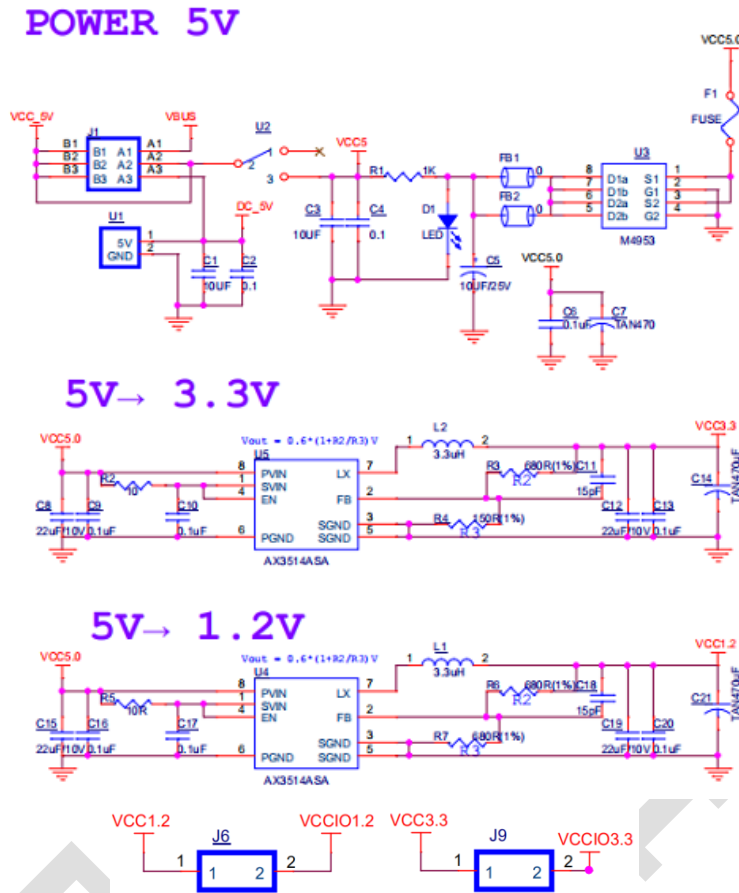 POWER 5V
VCC5.0
VCC_5V
J1
VBUS
U2
F1
FUSE
B1 B1 A1 A1
B2 B2 A2 A2
B3 B3 A3 A3
1
2
3
VCC5
R1 1K
FB1 0
FB2 0
U3
8 D1a S1 1
7 D1b G1 2
6 D2a S2 3
5 D2b G2 4
M4953
U1
5V 1
GND 2
DC_5V
C1
10UF
C2
0.1
C3
10UF
C4
0.1
D1
LED
C5
10UF/25V
VCC5.0
C6
0.1uF
C7
TAN470
5V→ 3.3V
VCC5.0
Vout = 0.6*(1+R2/R3)V
U5
L2
1 2
3.3uH
VCC3.3
8 PVIN LX 7
1 SVIN
4 EN FB 2
SGND 3
6 PGND SGND 5
AX3514ASA
R2
10
R3 680R(1%)
R2
C11
15pF
R4 150R(1%)
R3
C8
22uF/10V
C9
0.1uF
C10
0.1uF
C12
22uF/10V
C13
0.1uF
C14
TAN470uF
5V→ 1.2V
VCC5.0
Vout = 0.6*(1+R2/R3)V
U4
L1
1 2
3.3uH
VCC1.2
8 PVIN LX 7
1 SVIN
4 EN FB 2
SGND 3
6 PGND SGND 5
AX3514ASA
R5
10R
R6 680R(1%)
R2
C18
15pF
R7 680R(1%)
R3
C15
22uF/10V
C16
0.1uF
C17
0.1uF
C19
22uF/10V
C20
0.1uF
C21
TAN470uF
VCC1.2 J6 VCCIO1.2
1 1 2 2
VCC3.3 J9 VCCIO3.3
1 1 2 2